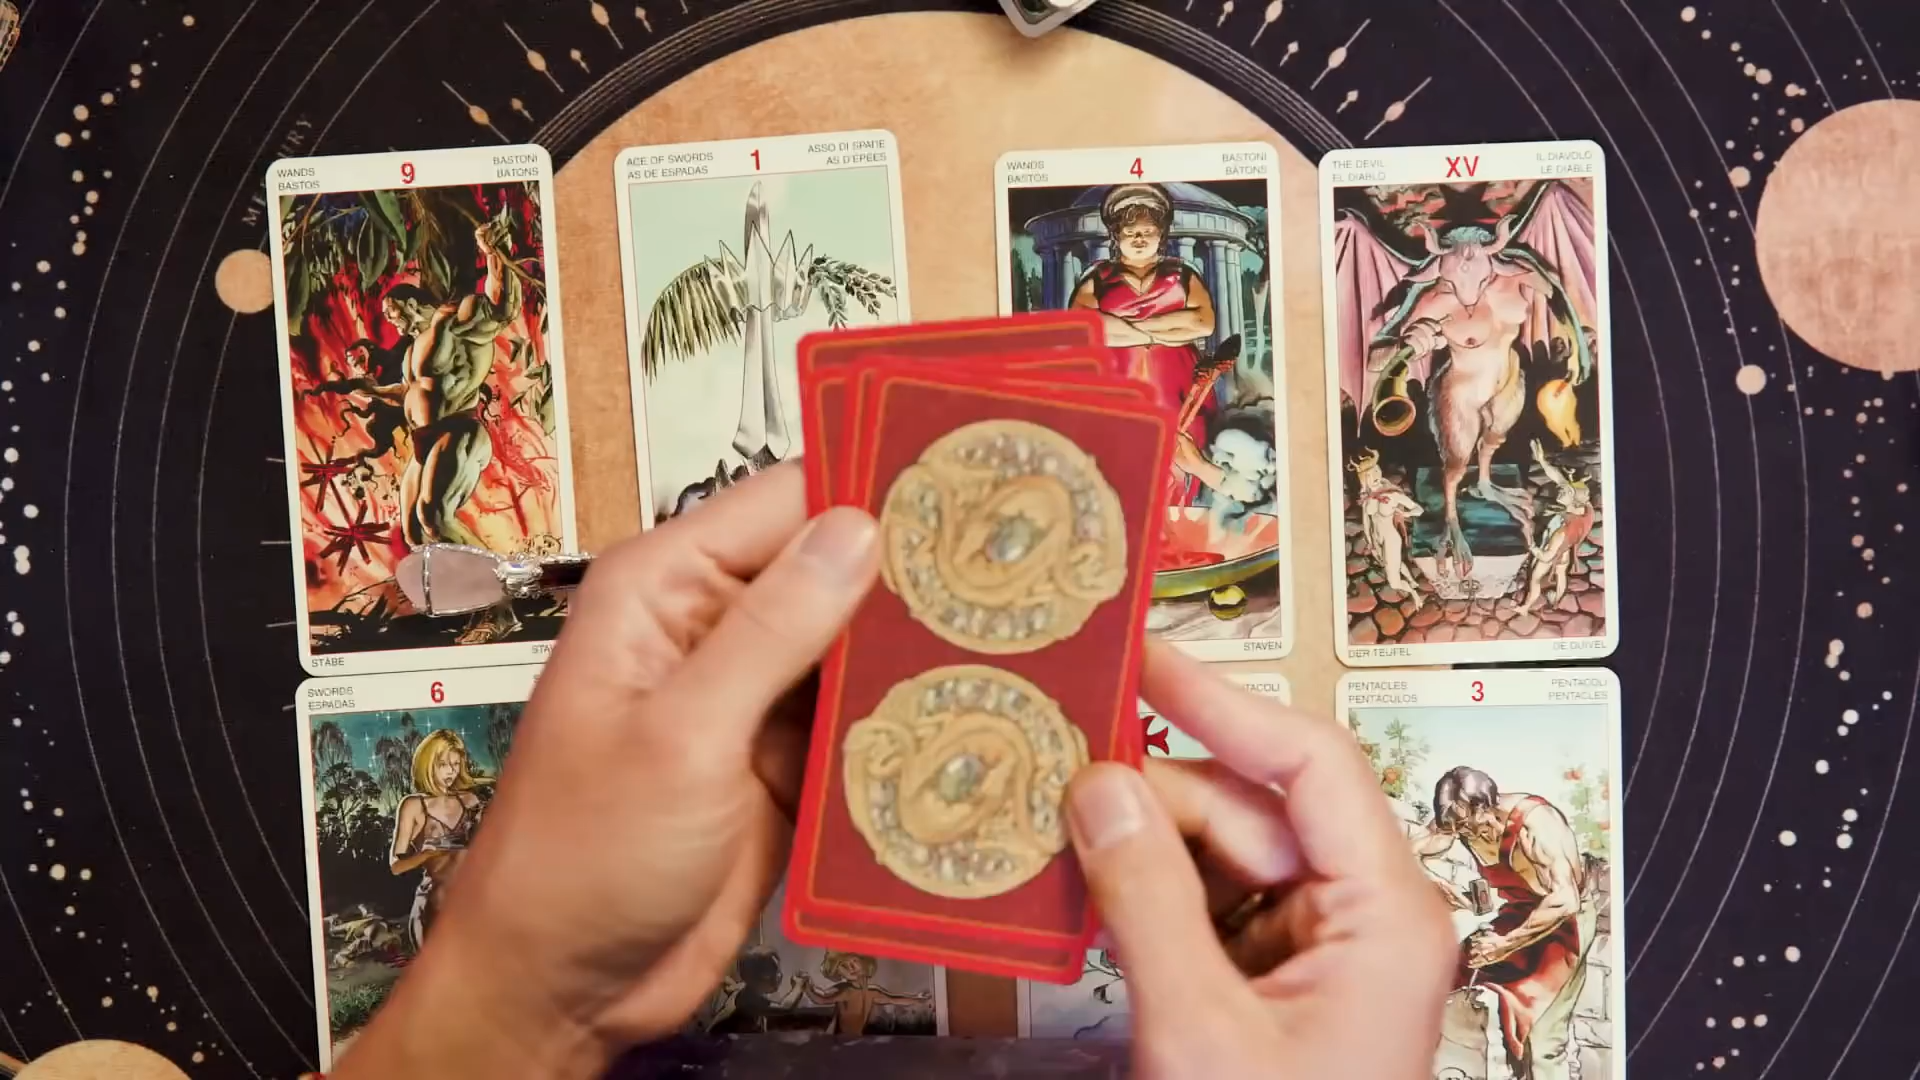 WANDS
BASTOS
9
BASTONI
BÂTONS
STÄBE
ACE OF SWORDS
AS DE ESPADAS
1
ASSO DI SPADE
AS D'ÉPÉES
WANDS
BASTOS
4
BASTONI
BÂTONS
STAVEN
THE DEVIL
EL DIABLO
XV
IL DIAVOLO
LE DIABLE
DER TEUFEL
DE DUIVEL
SWORDS
ESPADAS
6
PENTACLES
PENTÁCULOS
3
PENTACOLI
PENTACLES